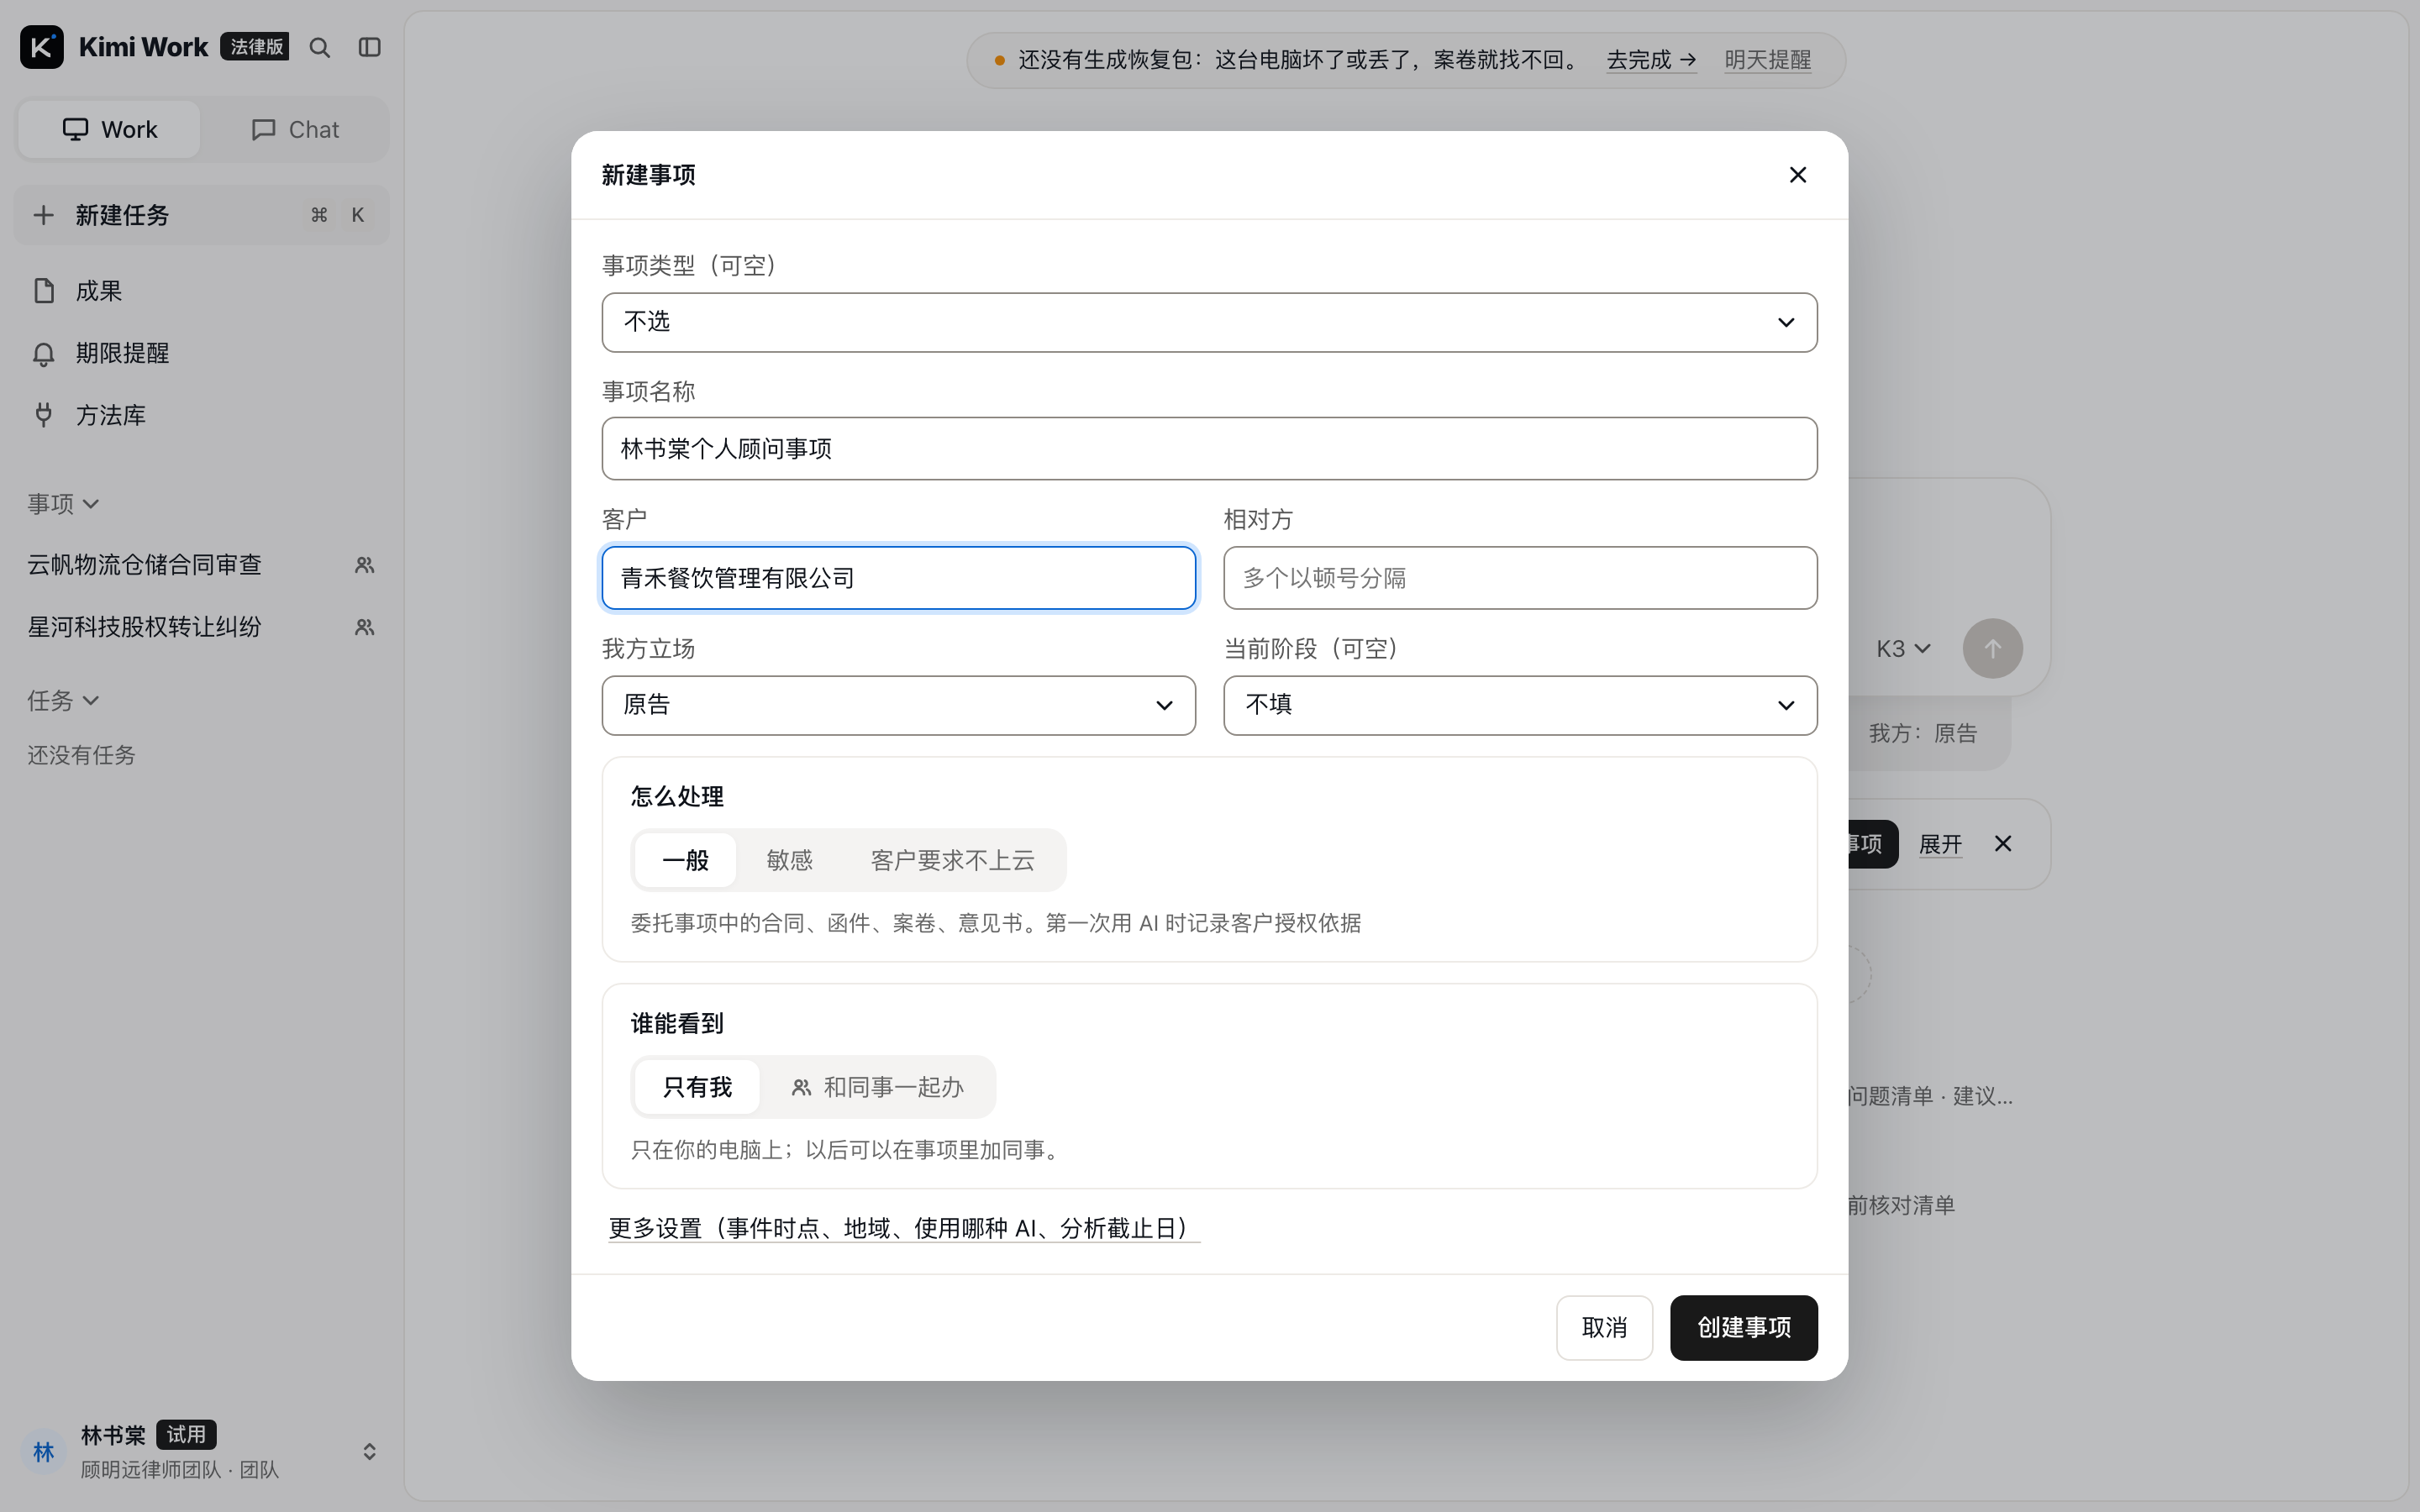 Kimi Work 法律版
Work
Chat
新建任务 ⌘ K
成果
期限提醒
方法库
事项
云帆物流仓储合同审查
星河科技股权转让纠纷
任务
还没有任务
林 林书棠 试用
顾明远律师团队 · 团队
还没有生成恢复包：这台电脑坏了或丢了，案卷就找不回。 去完成 → 明天提醒
新建事项
事项类型（可空）
不选
事项名称
林书棠个人顾问事项
客户
相对方
青禾餐饮管理有限公司
多个以顿号分隔
我方立场
当前阶段（可空）
原告
不填
怎么处理
一般 敏感 客户要求不上云
委托事项中的合同、函件、案卷、意见书。第一次用 AI 时记录客户授权依据
谁能看到
只有我 和同事一起办
只在你的电脑上；以后可以在事项里加同事。
更多设置（事件时点、地域、使用哪种 AI、分析截止日）
取消 创建事项
K3
我方：原告
事项 展开
问题清单 · 建议...
前核对清单